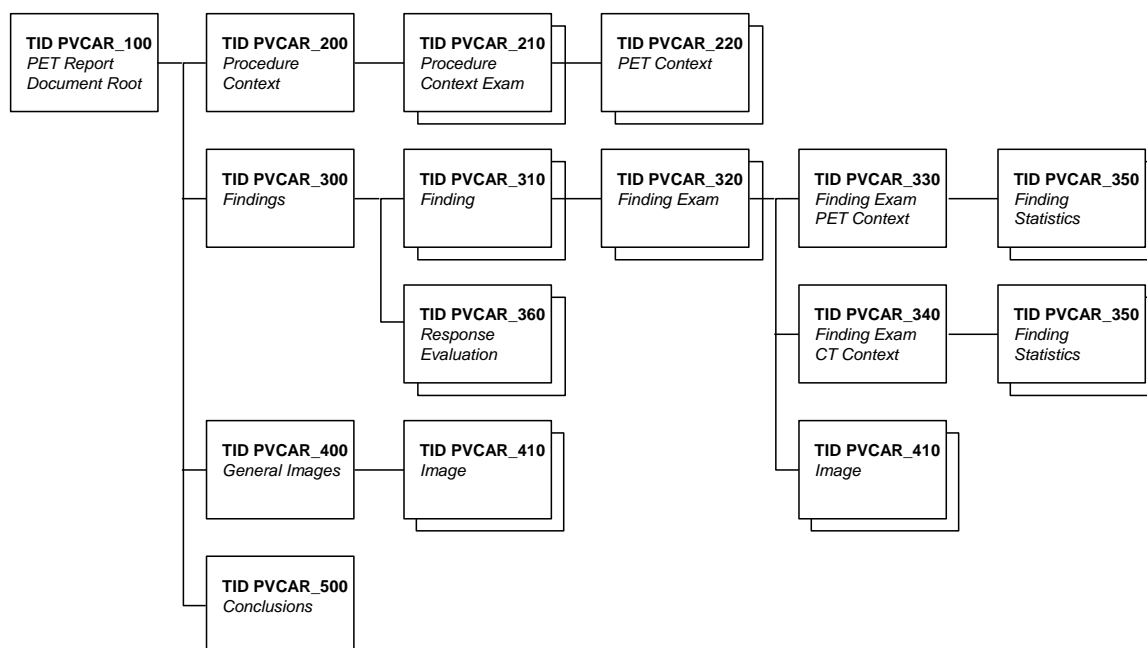 TID PVCAR_100
PET Report
Document Root
TID PVCAR_200
Procedure
Context
TID PVCAR_210
Procedure
Context Exam
TID PVCAR_220
PET Context
TID PVCAR_300
Findings
TID PVCAR_310
Finding
TID PVCAR_320
Finding Exam
TID PVCAR_330
Finding Exam
PET Context
TID PVCAR_350
Finding
Statistics
TID PVCAR_360
Response
Evaluation
TID PVCAR_340
Finding Exam
CT Context
TID PVCAR_350
Finding
Statistics
TID PVCAR_400
General Images
TID PVCAR_410
Image
TID PVCAR_410
Image
TID PVCAR_500
Conclusions